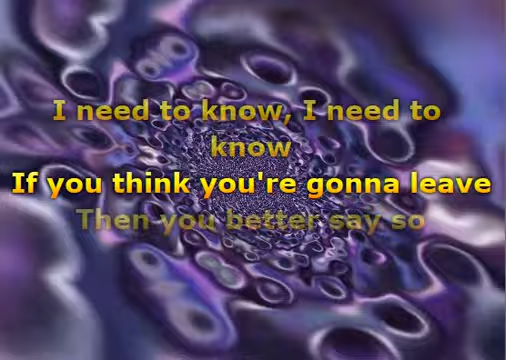 I need to know, I need to
know
If you think you're gonna leave
Then you better say so